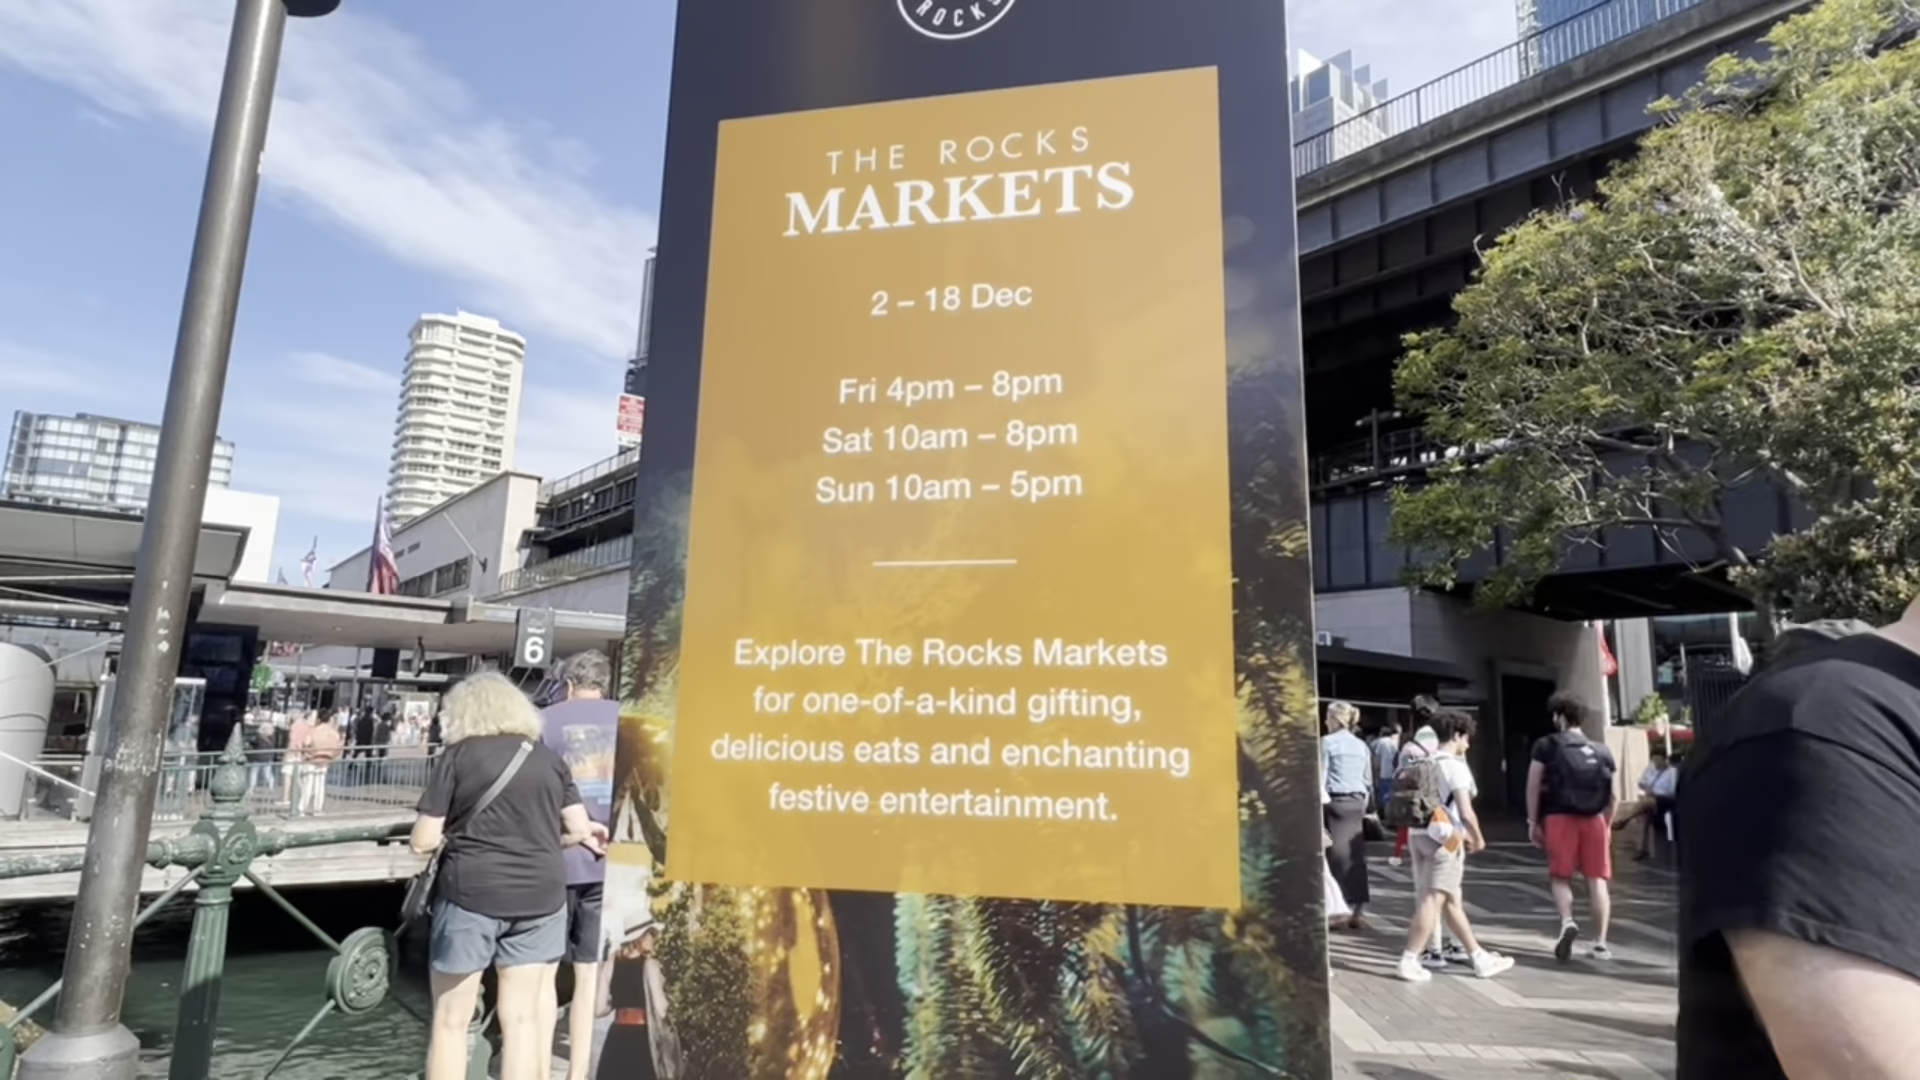 ROCKS
THE ROCKS
MARKETS
2 – 18 Dec
Fri 4pm – 8pm
Sat 10am – 8pm
Sun 10am – 5pm
Explore The Rocks Markets
for one-of-a-kind gifting,
delicious eats and enchanting
festive entertainment.
6